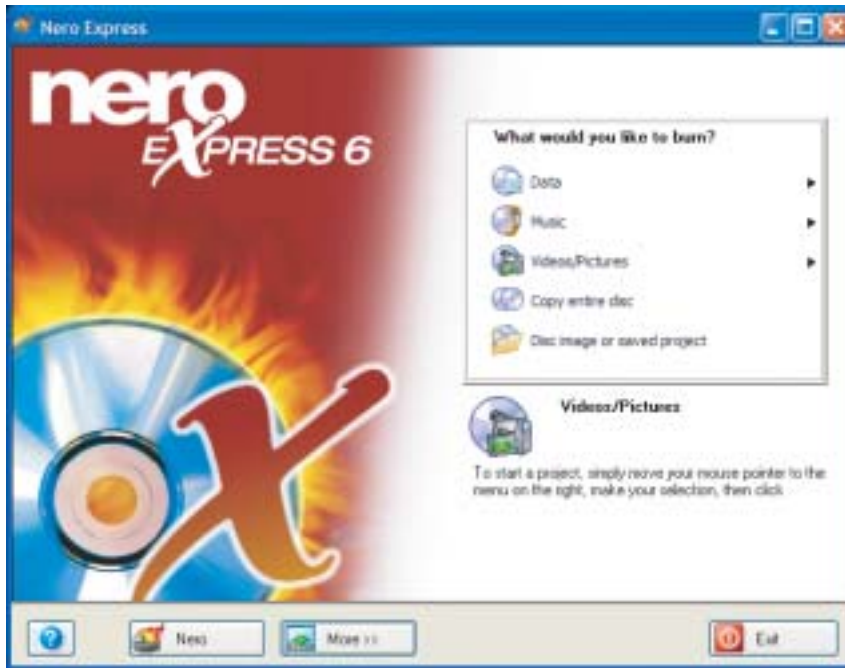 Nero Express
nero
EXPRESS 6
What would you like to burn?
Data
Music
Videos/Pictures
Copy entire disc
Disc image or saved project
Videos/Pictures
To start a project, simply move your mouse pointer to the
menu on the right, make your selection, then click
Nero
More >>
Exit